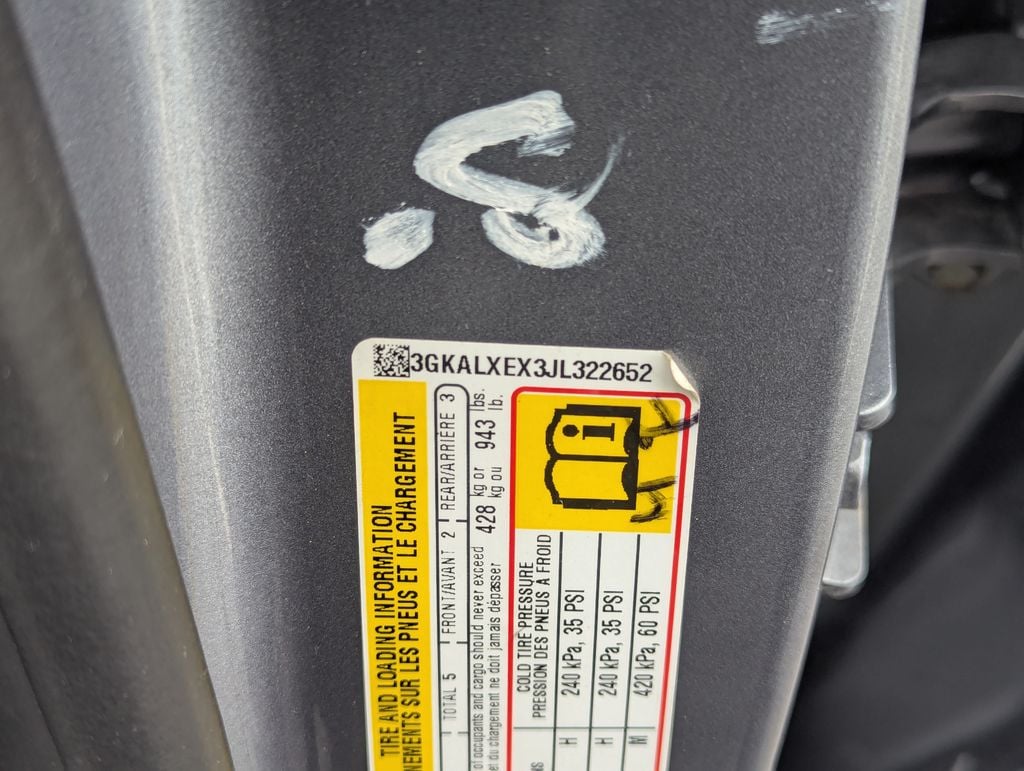 3GKALXEX3JL322652
TIRE AND LOADING INFORMATION
NEMENTS SUR LES PNEUS ET LE CHARGEMENT
TOTAL 5 FRONT/AVANT 2 REAR/ARRIÈRE 3
of occupants and cargo should never exceed 428 kg or 943 lbs.
et du chargement ne doit jamais dépasser kg ou lb.
i
COLD TIRE PRESSURE
PRESSION DES PNEUS À FROID
H 240 kPa, 35 PSI
H 240 kPa, 35 PSI
M 420 kPa, 60 PSI